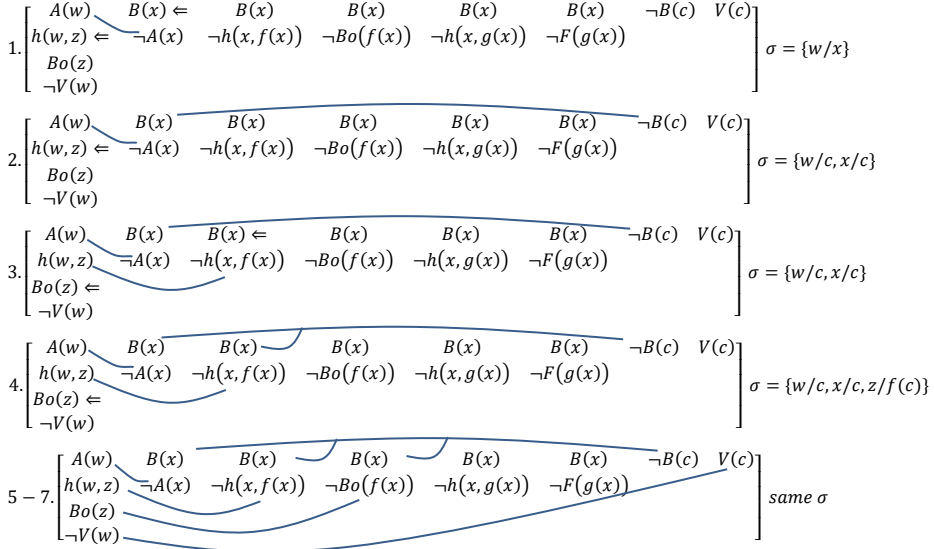 A(w) B(x) ⇐ B(x) B(x) B(x) B(x) ¬B(c) V(c)
1. h(w,z) ⇐ ¬A(x) ¬h(x,f(x)) ¬Bo(f(x)) ¬h(x,g(x)) ¬F(g(x)) σ = {w/x}
Bo(z)
¬V(w)
A(w) B(x) B(x) B(x) B(x) B(x) ¬B(c) V(c)
2. h(w,z) ⇐ ¬A(x) ¬h(x,f(x)) ¬Bo(f(x)) ¬h(x,g(x)) ¬F(g(x)) σ = {w/c, x/c}
Bo(z)
¬V(w)
A(w) B(x) B(x) ⇐ B(x) B(x) B(x) ¬B(c) V(c)
3. h(w,z) ¬A(x) ¬h(x,f(x)) ¬Bo(f(x)) ¬h(x,g(x)) ¬F(g(x)) σ = {w/c, x/c}
Bo(z) ⇐
¬V(w)
A(w) B(x) B(x) B(x) B(x) B(x) ¬B(c) V(c)
4. h(w,z) ¬A(x) ¬h(x,f(x)) ¬Bo(f(x)) ¬h(x,g(x)) ¬F(g(x)) σ = {w/c, x/c, z/f(c)}
Bo(z) ⇐
¬V(w)
A(w) B(x) B(x) B(x) B(x) B(x) ¬B(c) V(c)
5 − 7. h(w,z) ¬A(x) ¬h(x,f(x)) ¬Bo(f(x)) ¬h(x,g(x)) ¬F(g(x)) same σ
Bo(z)
¬V(w)